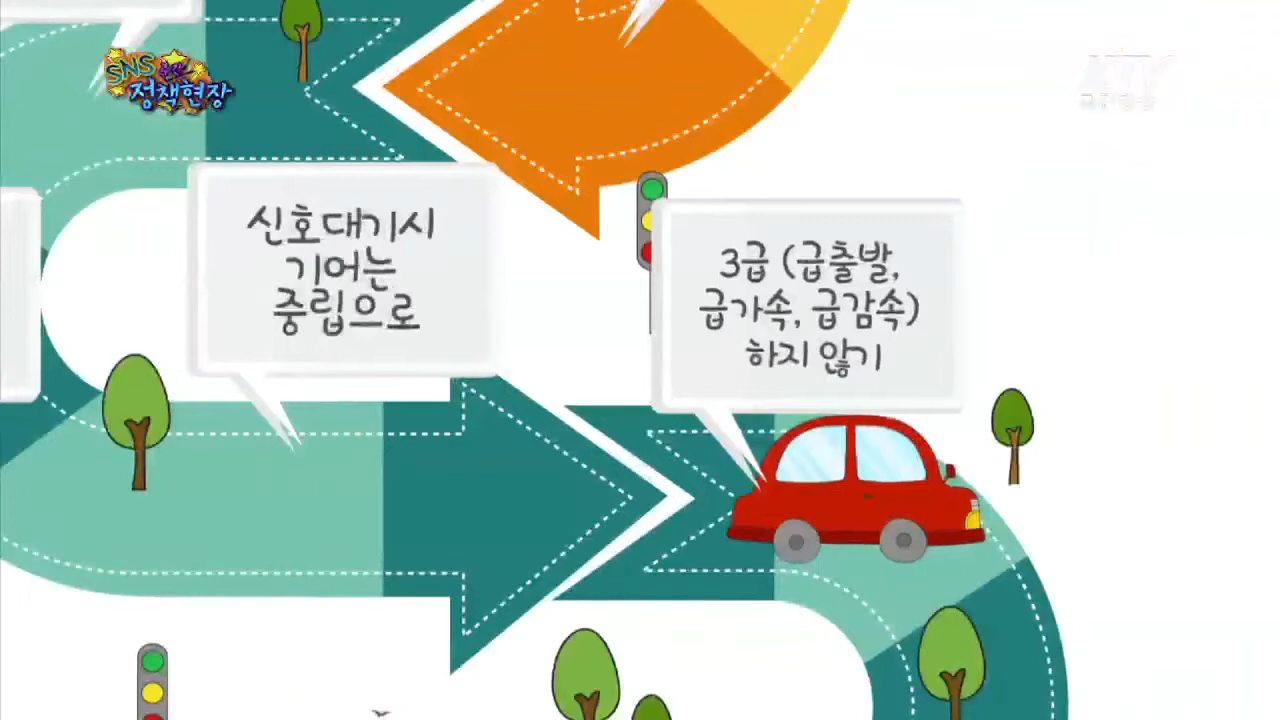 SNS
정책현장
신호대기시
기어는
중립으로
3급 (급출발,
급가속, 급감속)
하지 않기